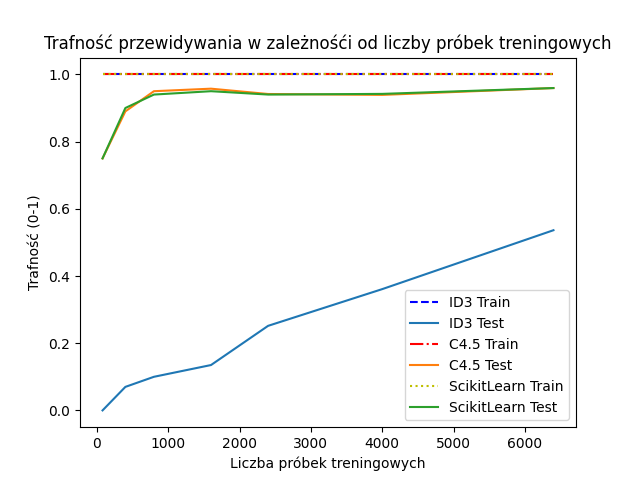 Trafność przewidywania w zależnośći od liczby próbek treningowych
1.0
0.8
0.6
0.4
0.2
0.0
Trafność (0-1)
0
1000
2000
3000
4000
5000
6000
Liczba próbek treningowych
ID3 Train
ID3 Test
C4.5 Train
C4.5 Test
ScikitLearn Train
ScikitLearn Test